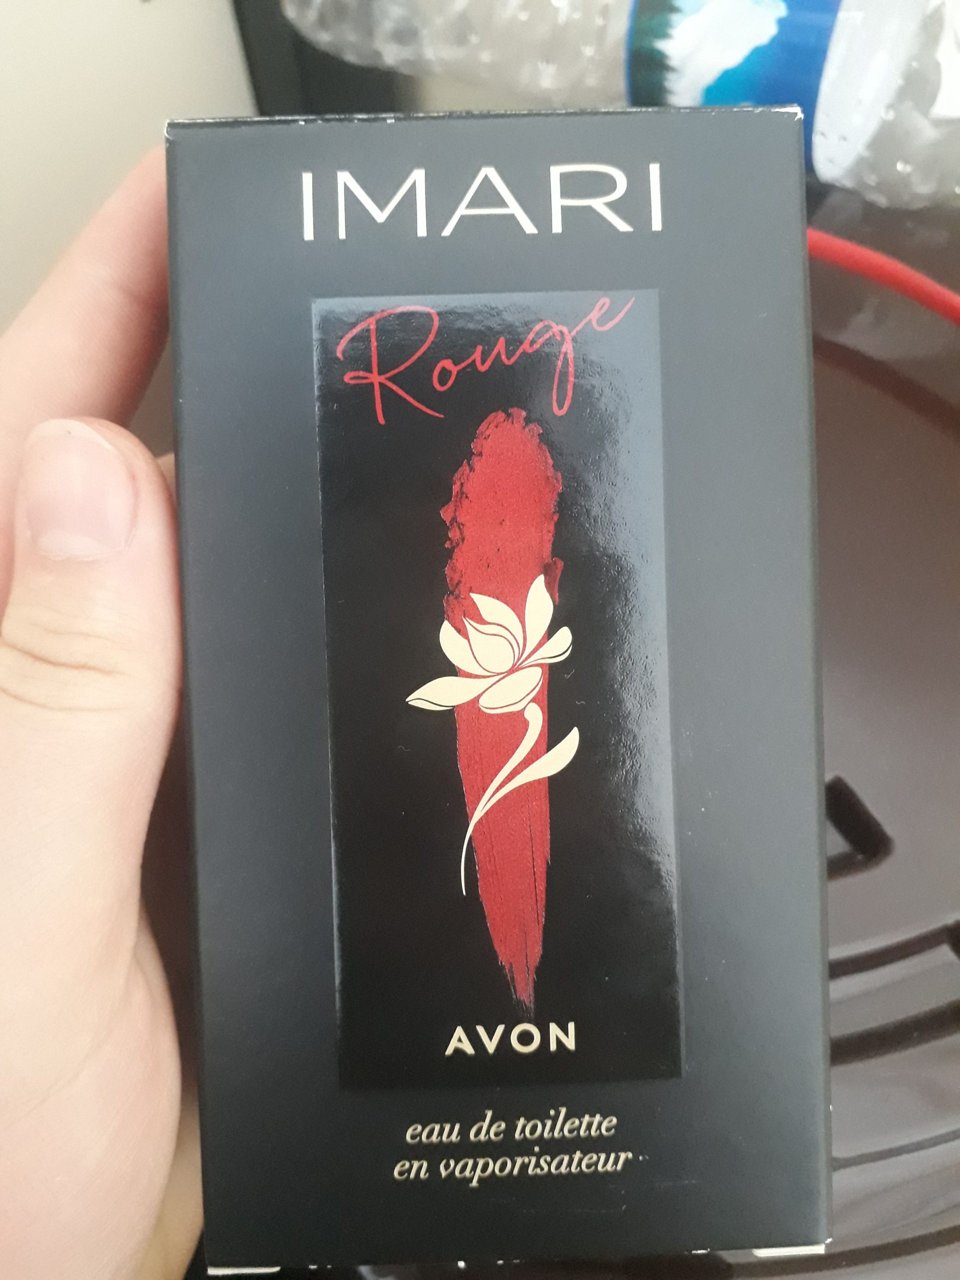 IMARI
Rouge
AVON
eau de toilette
en vaporisateur